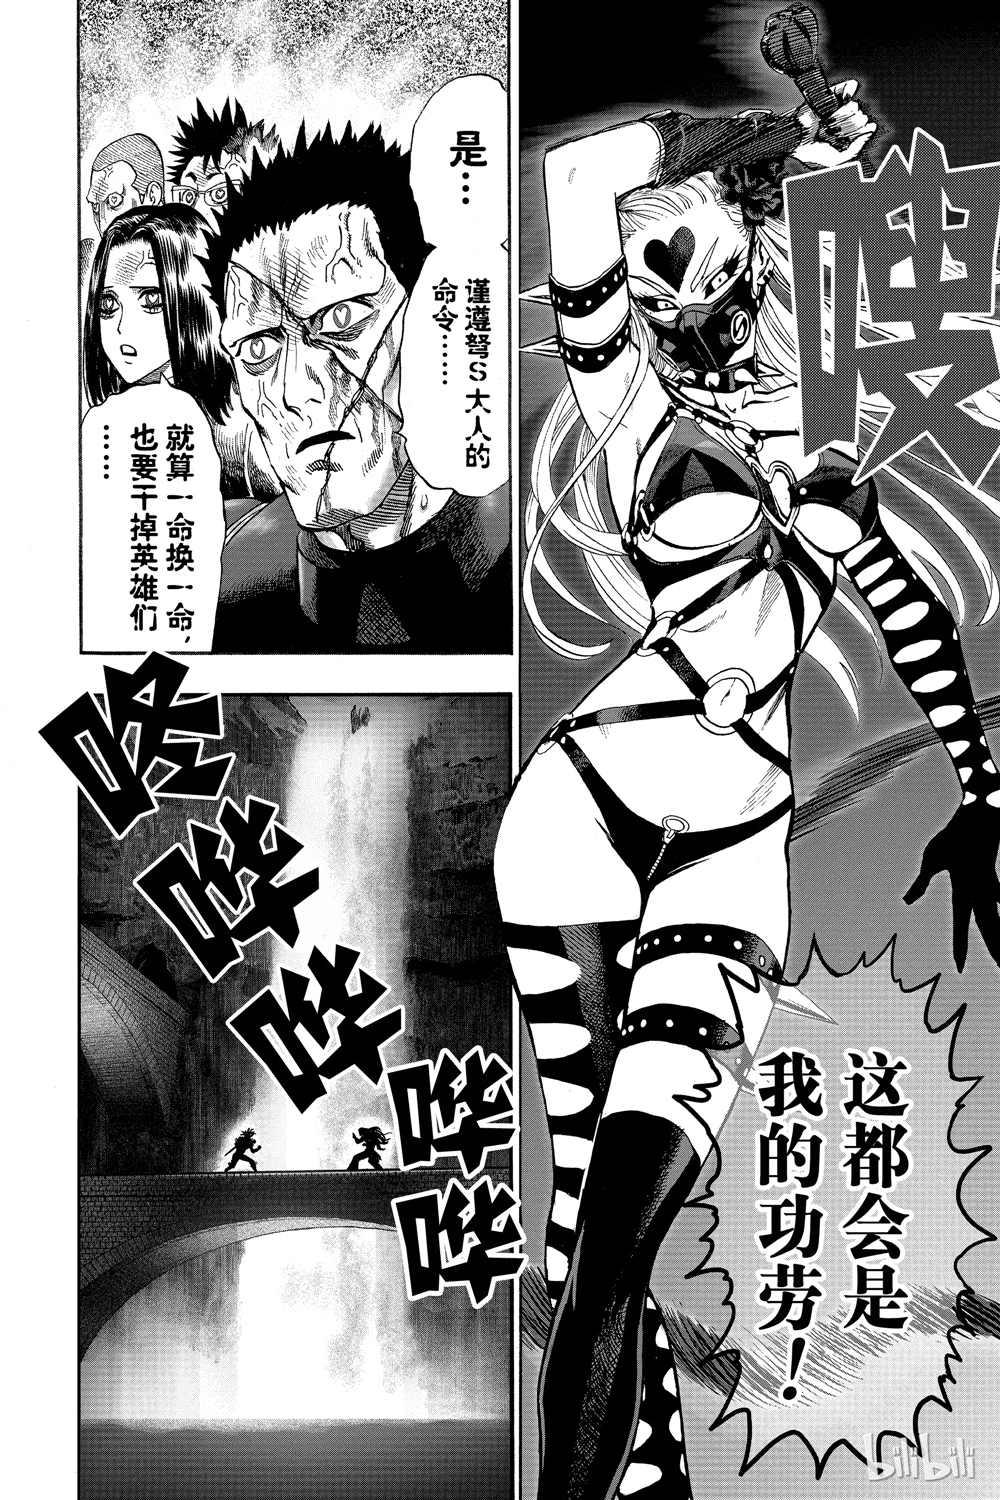 嗖
这都会是
我的功劳！
是…
谨遵弩S大人的
命令……
就算一命换一命，
也要干掉英雄们
……
咚
哗
哗
哗
哗
bilibili